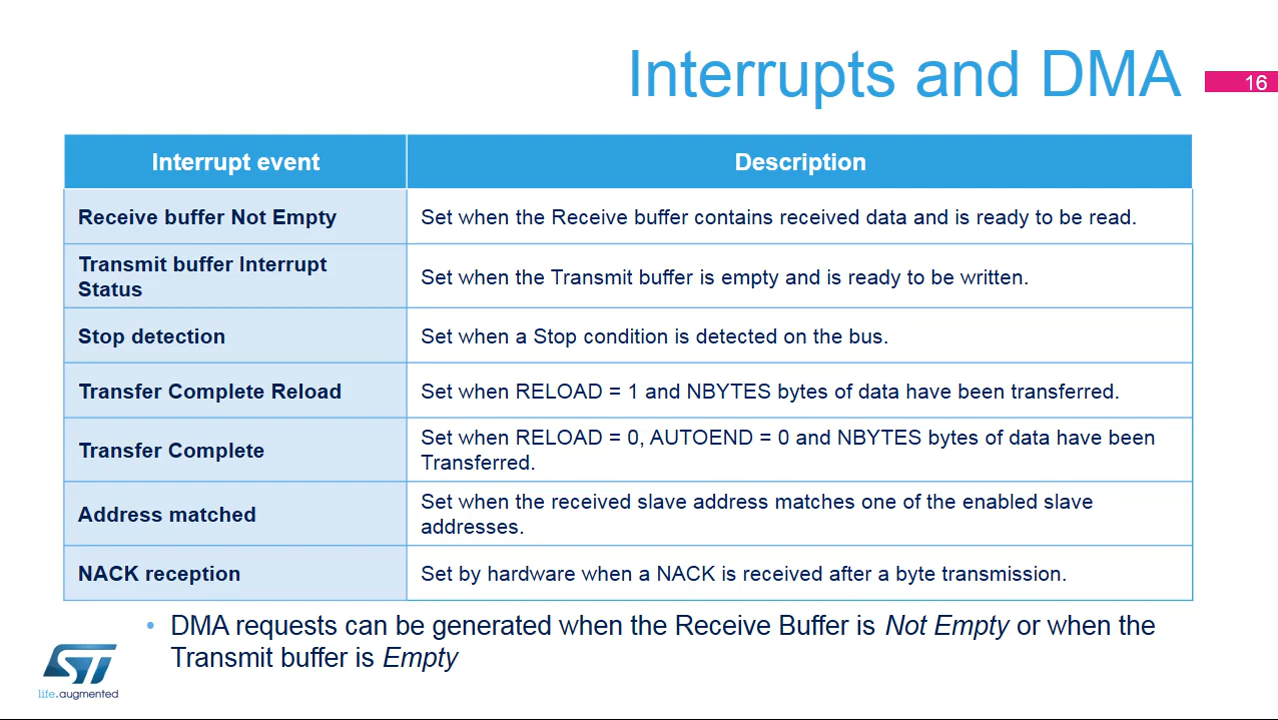 Interrupts and DMA
16
Interrupt event
Description
Receive buffer Not Empty
Set when the Receive buffer contains received data and is ready to be read.
Transmit buffer Interrupt
Status
Set when the Transmit buffer is empty and is ready to be written.
Stop detection
Set when a Stop condition is detected on the bus.
Transfer Complete Reload
Set when RELOAD = 1 and NBYTES bytes of data have been transferred.
Transfer Complete
Set when RELOAD = 0, AUTOEND = 0 and NBYTES bytes of data have been
Transferred.
Address matched
Set when the received slave address matches one of the enabled slave
addresses.
NACK reception
Set by hardware when a NACK is received after a byte transmission.
• DMA requests can be generated when the Receive Buffer is Not Empty or when the
Transmit buffer is Empty
ST
life.augmented